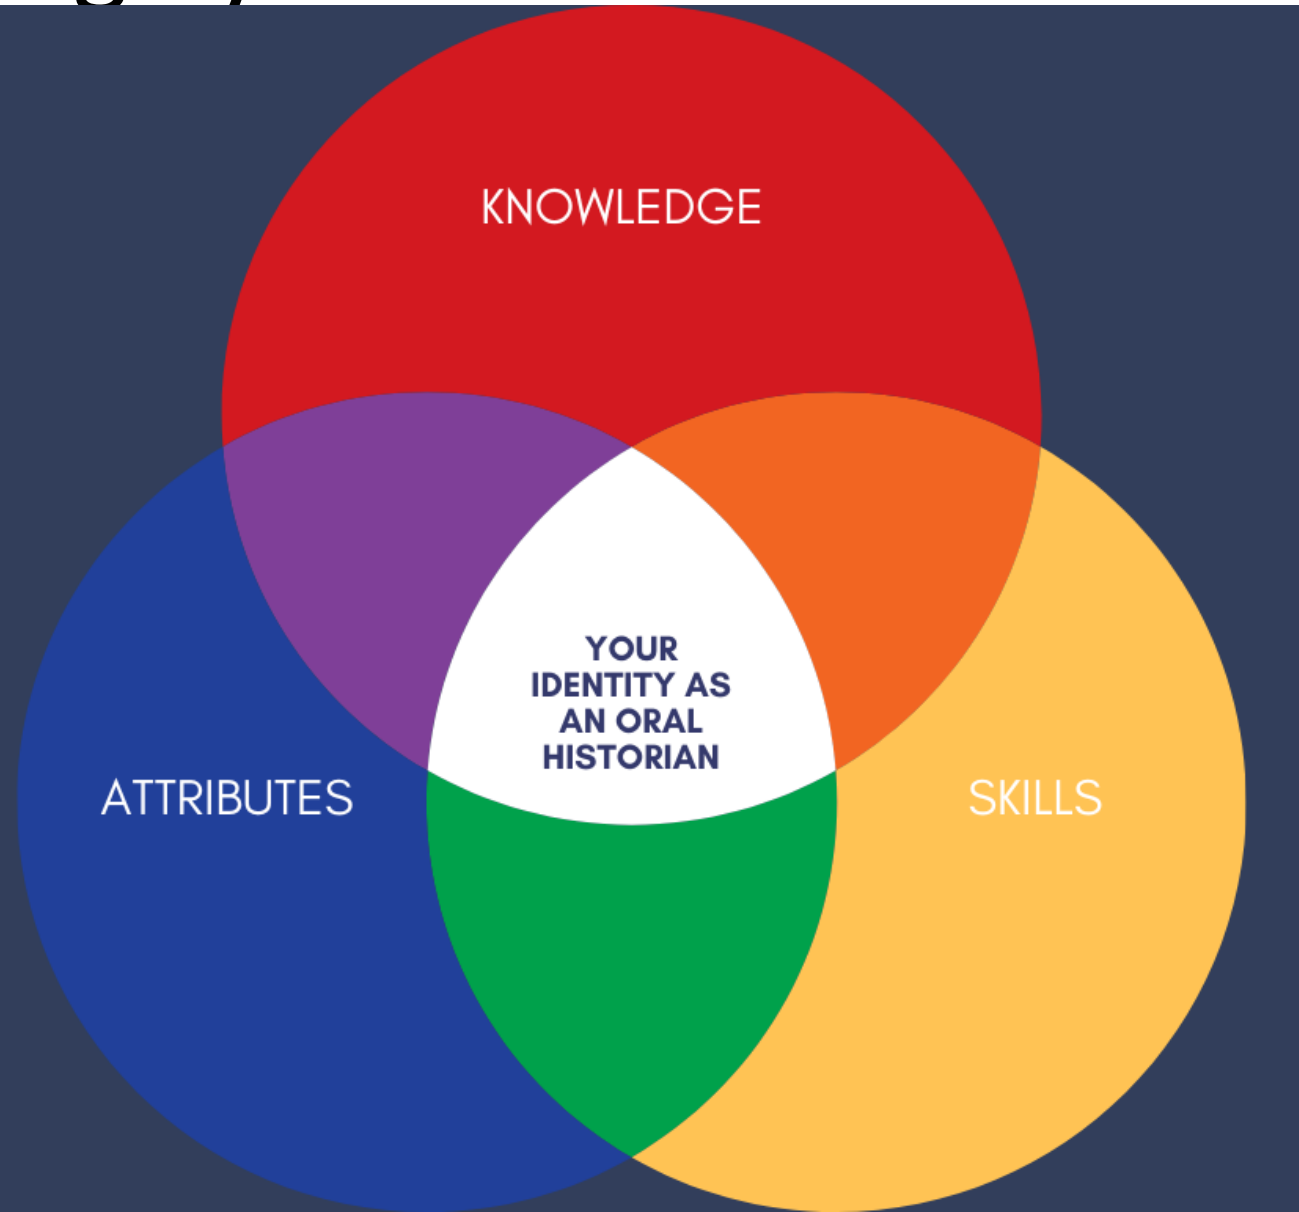 KNOWLEDGE
YOUR
IDENTITY AS
AN ORAL
HISTORIAN
ATTRIBUTES
SKILLS